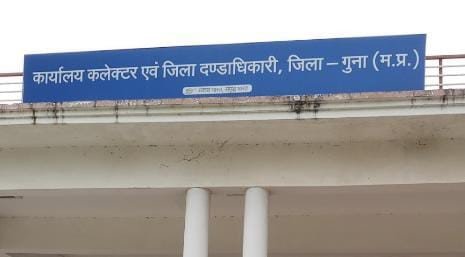 कार्यालय कलेक्टर एवं जिला दण्डाधिकारी, जिला – गुना (म.प्र.)